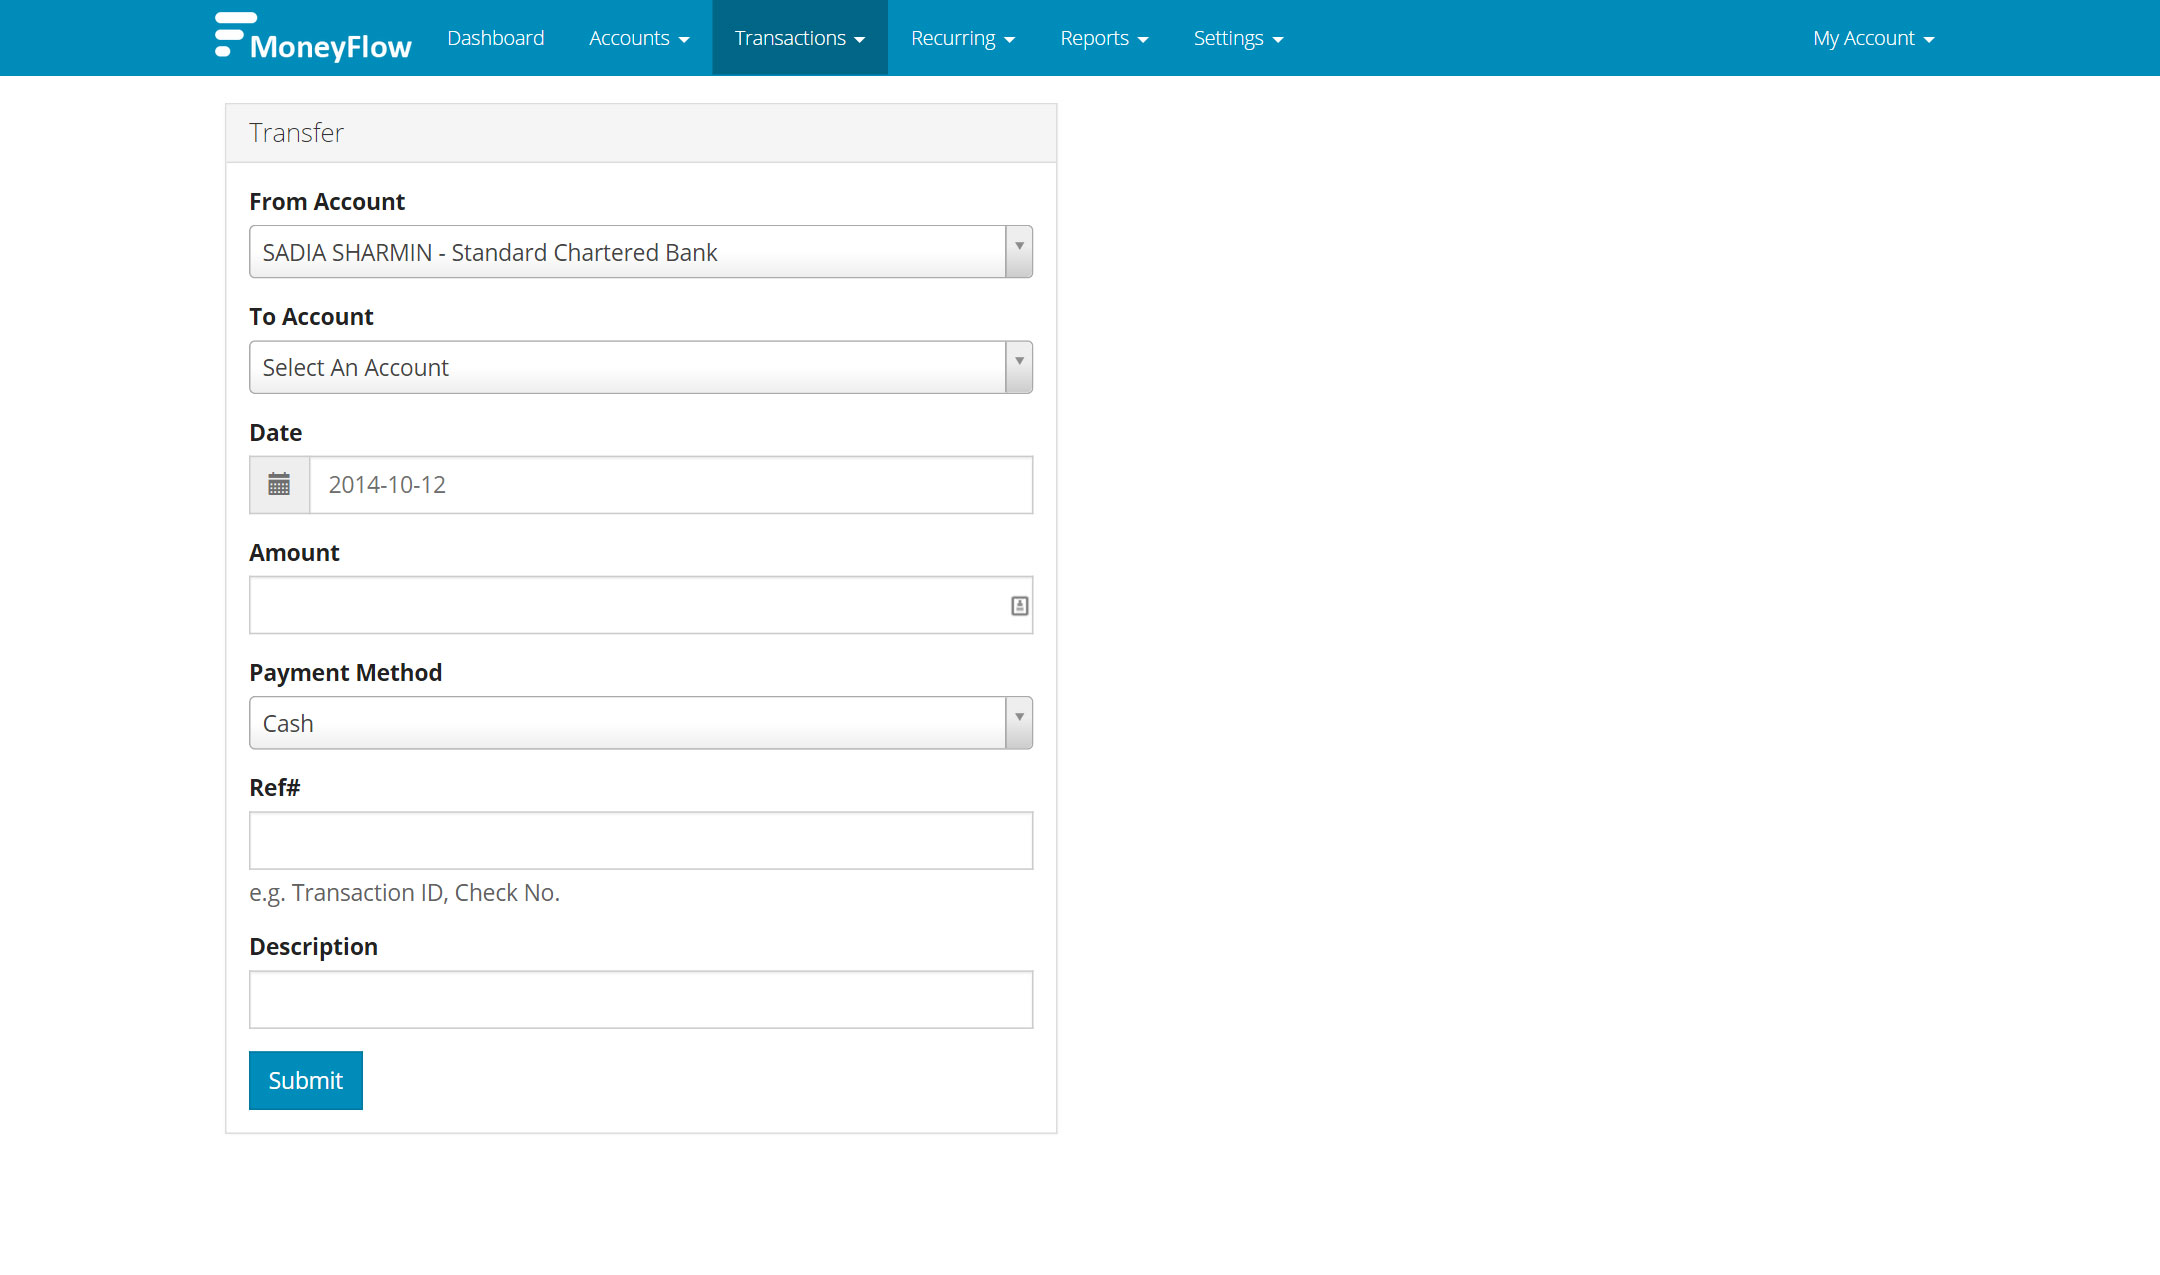 MoneyFlow Dashboard Accounts Transactions Recurring Reports Settings My Account
Transfer
From Account
SADIA SHARMIN - Standard Chartered Bank
To Account
Select An Account
Date
2014-10-12
Amount
Payment Method
Cash
Ref#
e.g. Transaction ID, Check No.
Description
Submit